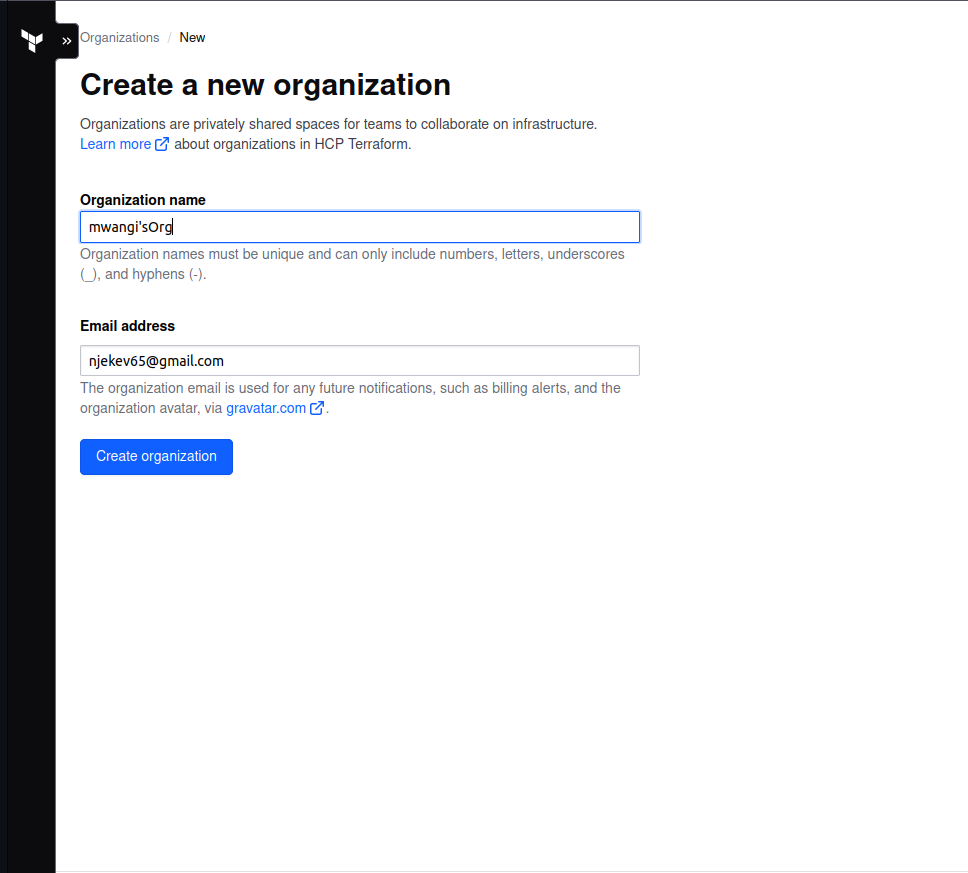 Organizations / New
Create a new organization
Organizations are privately shared spaces for teams to collaborate on infrastructure.
Learn more about organizations in HCP Terraform.
Organization name
mwangi'sOrg
Organization names must be unique and can only include numbers, letters, underscores
(_), and hyphens (-).
Email address
njekev65@gmail.com
The organization email is used for any future notifications, such as billing alerts, and the
organization avatar, via gravatar.com.
Create organization